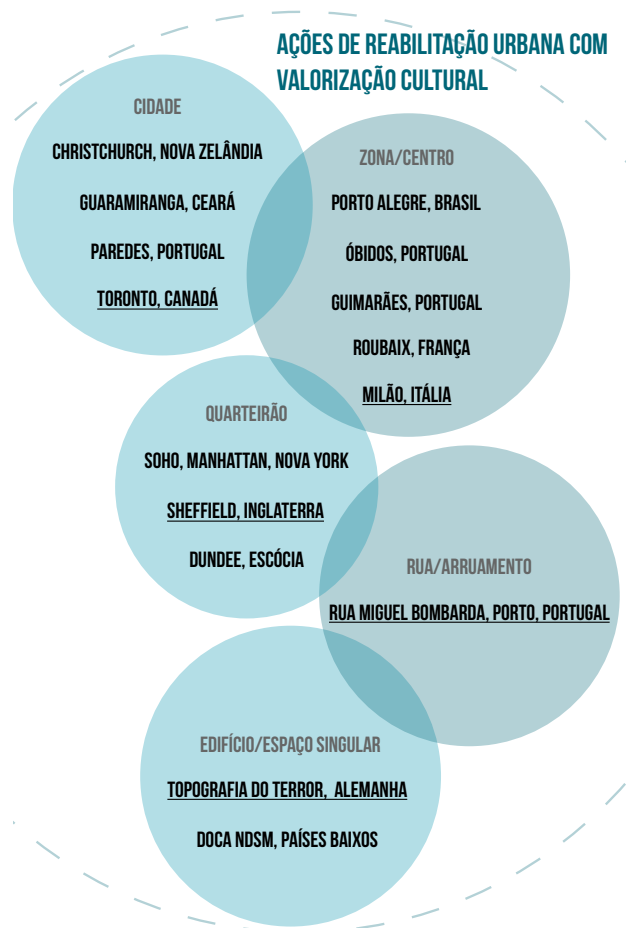 AÇÕES DE REABILITAÇÃO URBANA COM
VALORIZAÇÃO CULTURAL
CIDADE
CHRISTCHURCH, NOVA ZELÂNDIA
GUARAMIRANGA, CEARÁ
PAREDES, PORTUGAL
TORONTO, CANADÁ
ZONA/CENTRO
PORTO ALEGRE, BRASIL
ÓBIDOS, PORTUGAL
GUIMARÃES, PORTUGAL
ROUBAIX, FRANÇA
MILÃO, ITÁLIA
QUARTEIRÃO
SOHO, MANHATTAN, NOVA YORK
SHEFFIELD, INGLATERRA
DUNDEE, ESCÓCIA
RUA/ARRUAMENTO
RUA MIGUEL BOMBARDA, PORTO, PORTUGAL
EDIFÍCIO/ESPAÇO SINGULAR
TOPOGRAFIA DO TERROR, ALEMANHA
DOCA NDSM, PAÍSES BAIXOS